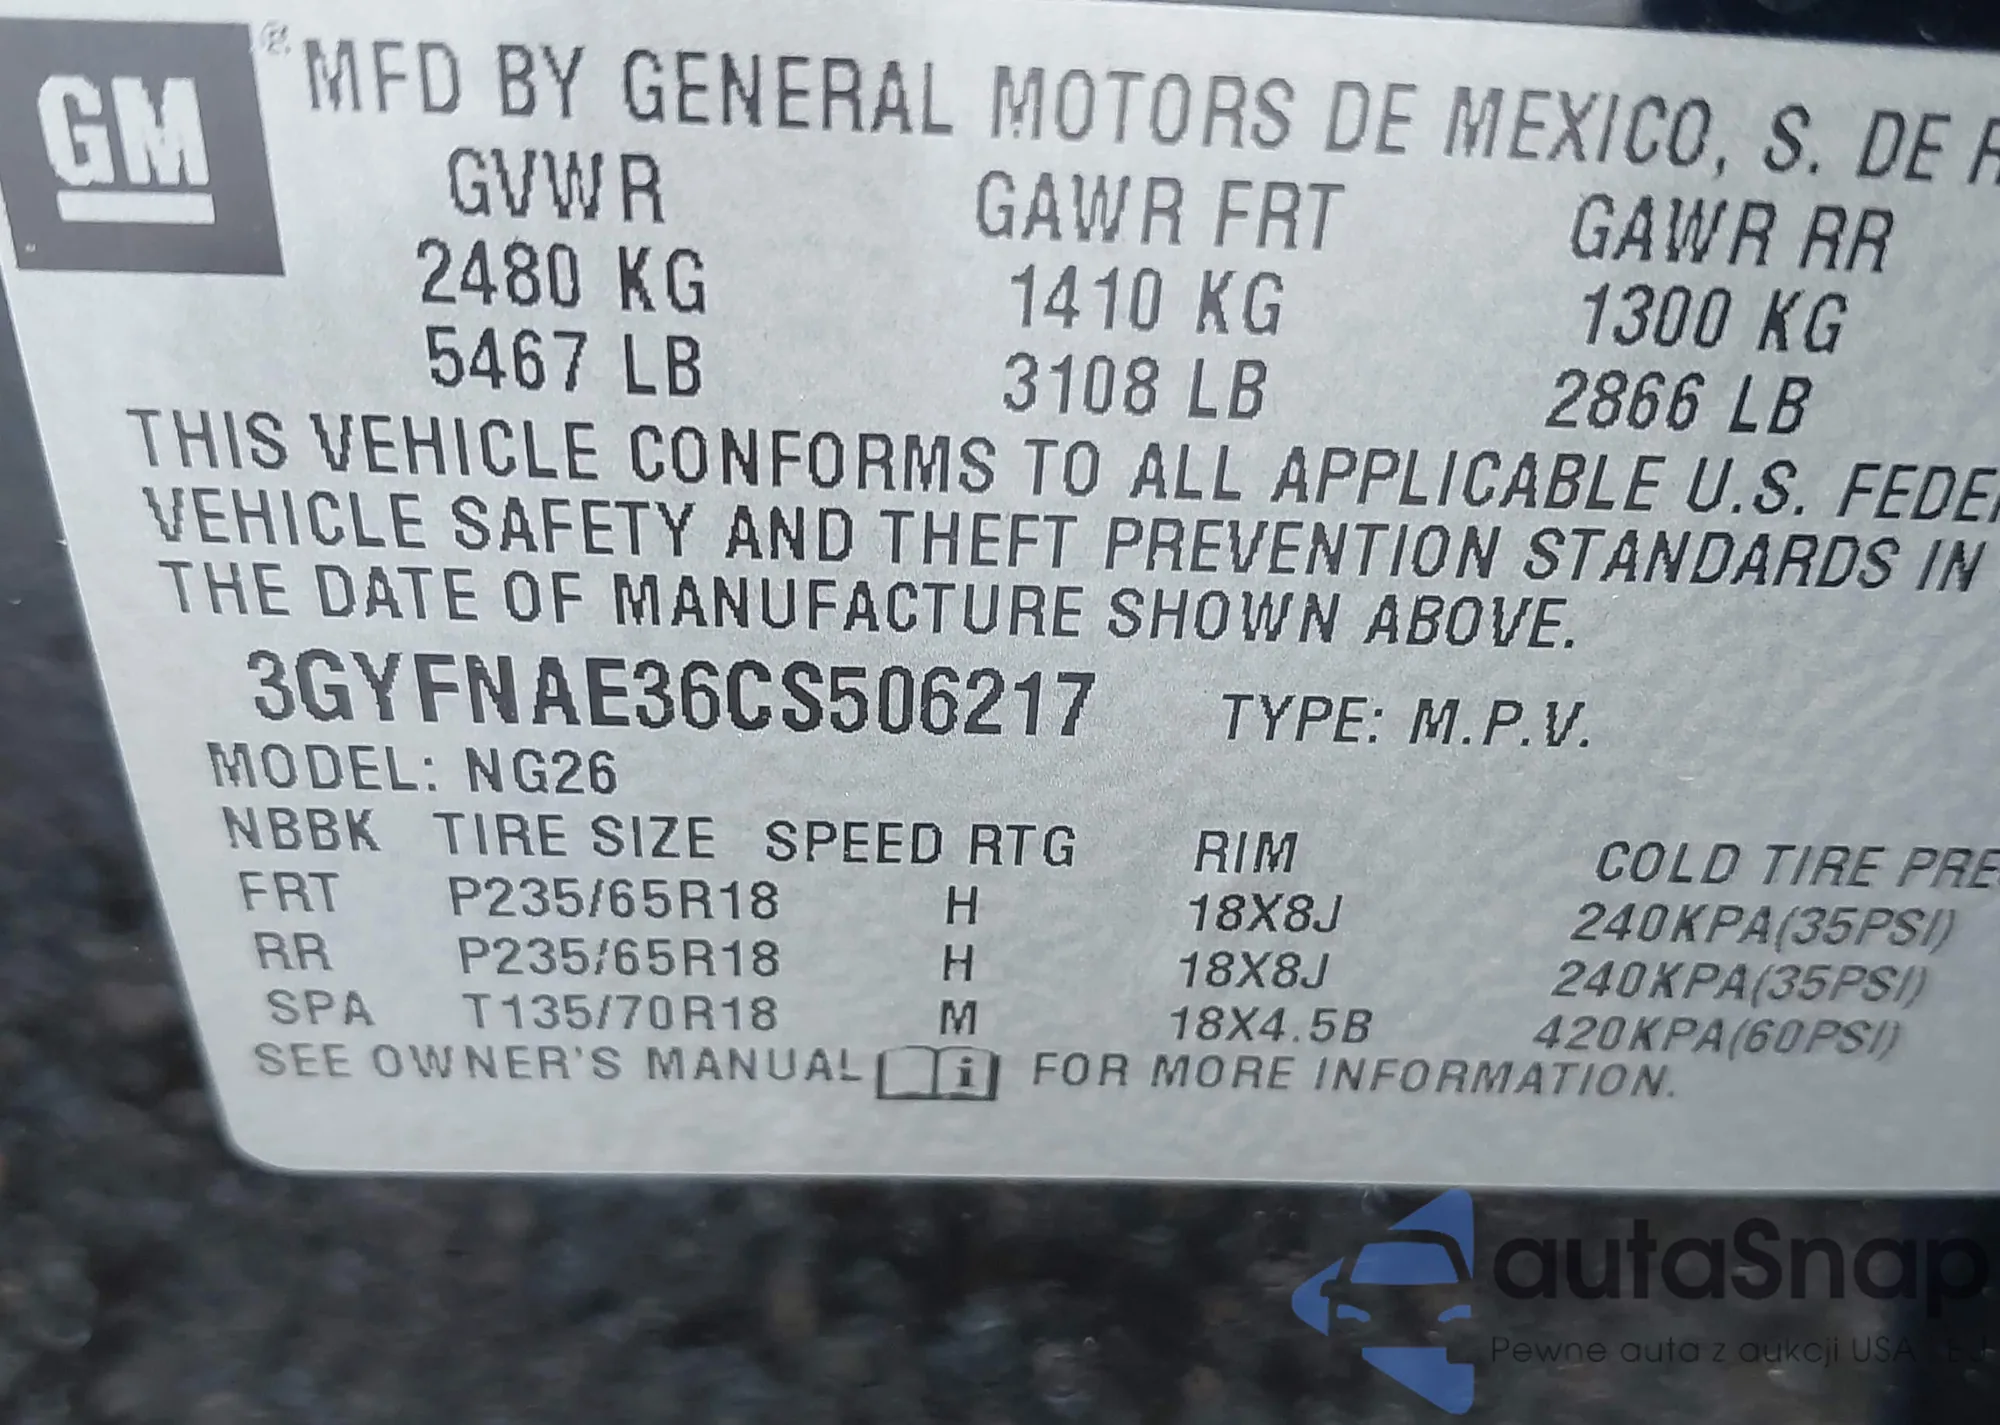 GM ® MFD BY GENERAL MOTORS DE MEXICO, S. DE
GVWR GAWR FRT GAWR RR
2480 KG 1410 KG 1300 KG
5467 LB 3108 LB 2866 LB
THIS VEHICLE CONFORMS TO ALL APPLICABLE U.S. FEDE
VEHICLE SAFETY AND THEFT PREVENTION STANDARDS IN
THE DATE OF MANUFACTURE SHOWN ABOVE.
3GYFNAE36CS506217 TYPE: M.P.V.
MODEL: NG26
NBBK TIRE SIZE SPEED RTG RIM COLD TIRE PRE
FRT P235/65R18 H 18X8J 240KPA(35PSI)
RR P235/65R18 H 18X8J 240KPA(35PSI)
SPA T135/70R18 M 18X4.5B 420KPA(60PSI)
SEE OWNER'S MANUAL i FOR MORE INFORMATION.
autaSnap
Pewne auta z aukcji USA